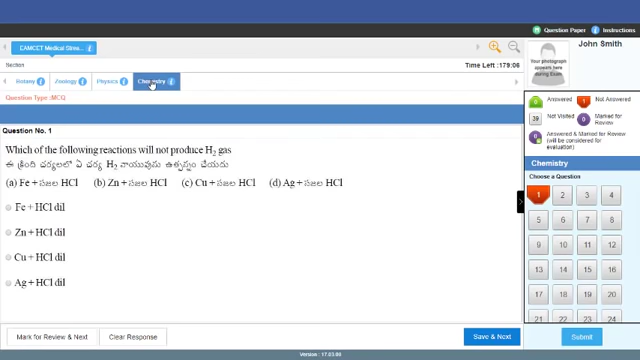 Question Paper Instructions
EAMCET Medical Strea...
John Smith
Your photograph
appears here
during Exam
Section
Time Left : 179:06
Botany Zoology Physics Chemistry
Question Type :MCQ
0 Answered 1 Not Answered
39 Not Visited 0 Marked for
Review
0 Answered & Marked for Review
(will be considered for
evaluation)
Question No. 1
Which of the following reactions will not produce H₂ gas
ఈ క్రింది చర్యలలో ఏ చర్య H₂ వాయువును ఉత్పన్నం చేయదు
(a) Fe + సజల HCl (b) Zn + సజల HCl (c) Cu + సజల HCl (d) Ag + సజల HCl
Fe + HCl dil
Zn + HCl dil
Cu + HCl dil
Ag + HCl dil
Chemistry
Choose a Question
1 2 3 4
5 6 7 8
9 10 11 12
13 14 15 16
17 18 19 20
21 22 23 24
Mark for Review & Next Clear Response Save & Next Submit
Version : 17.03.00